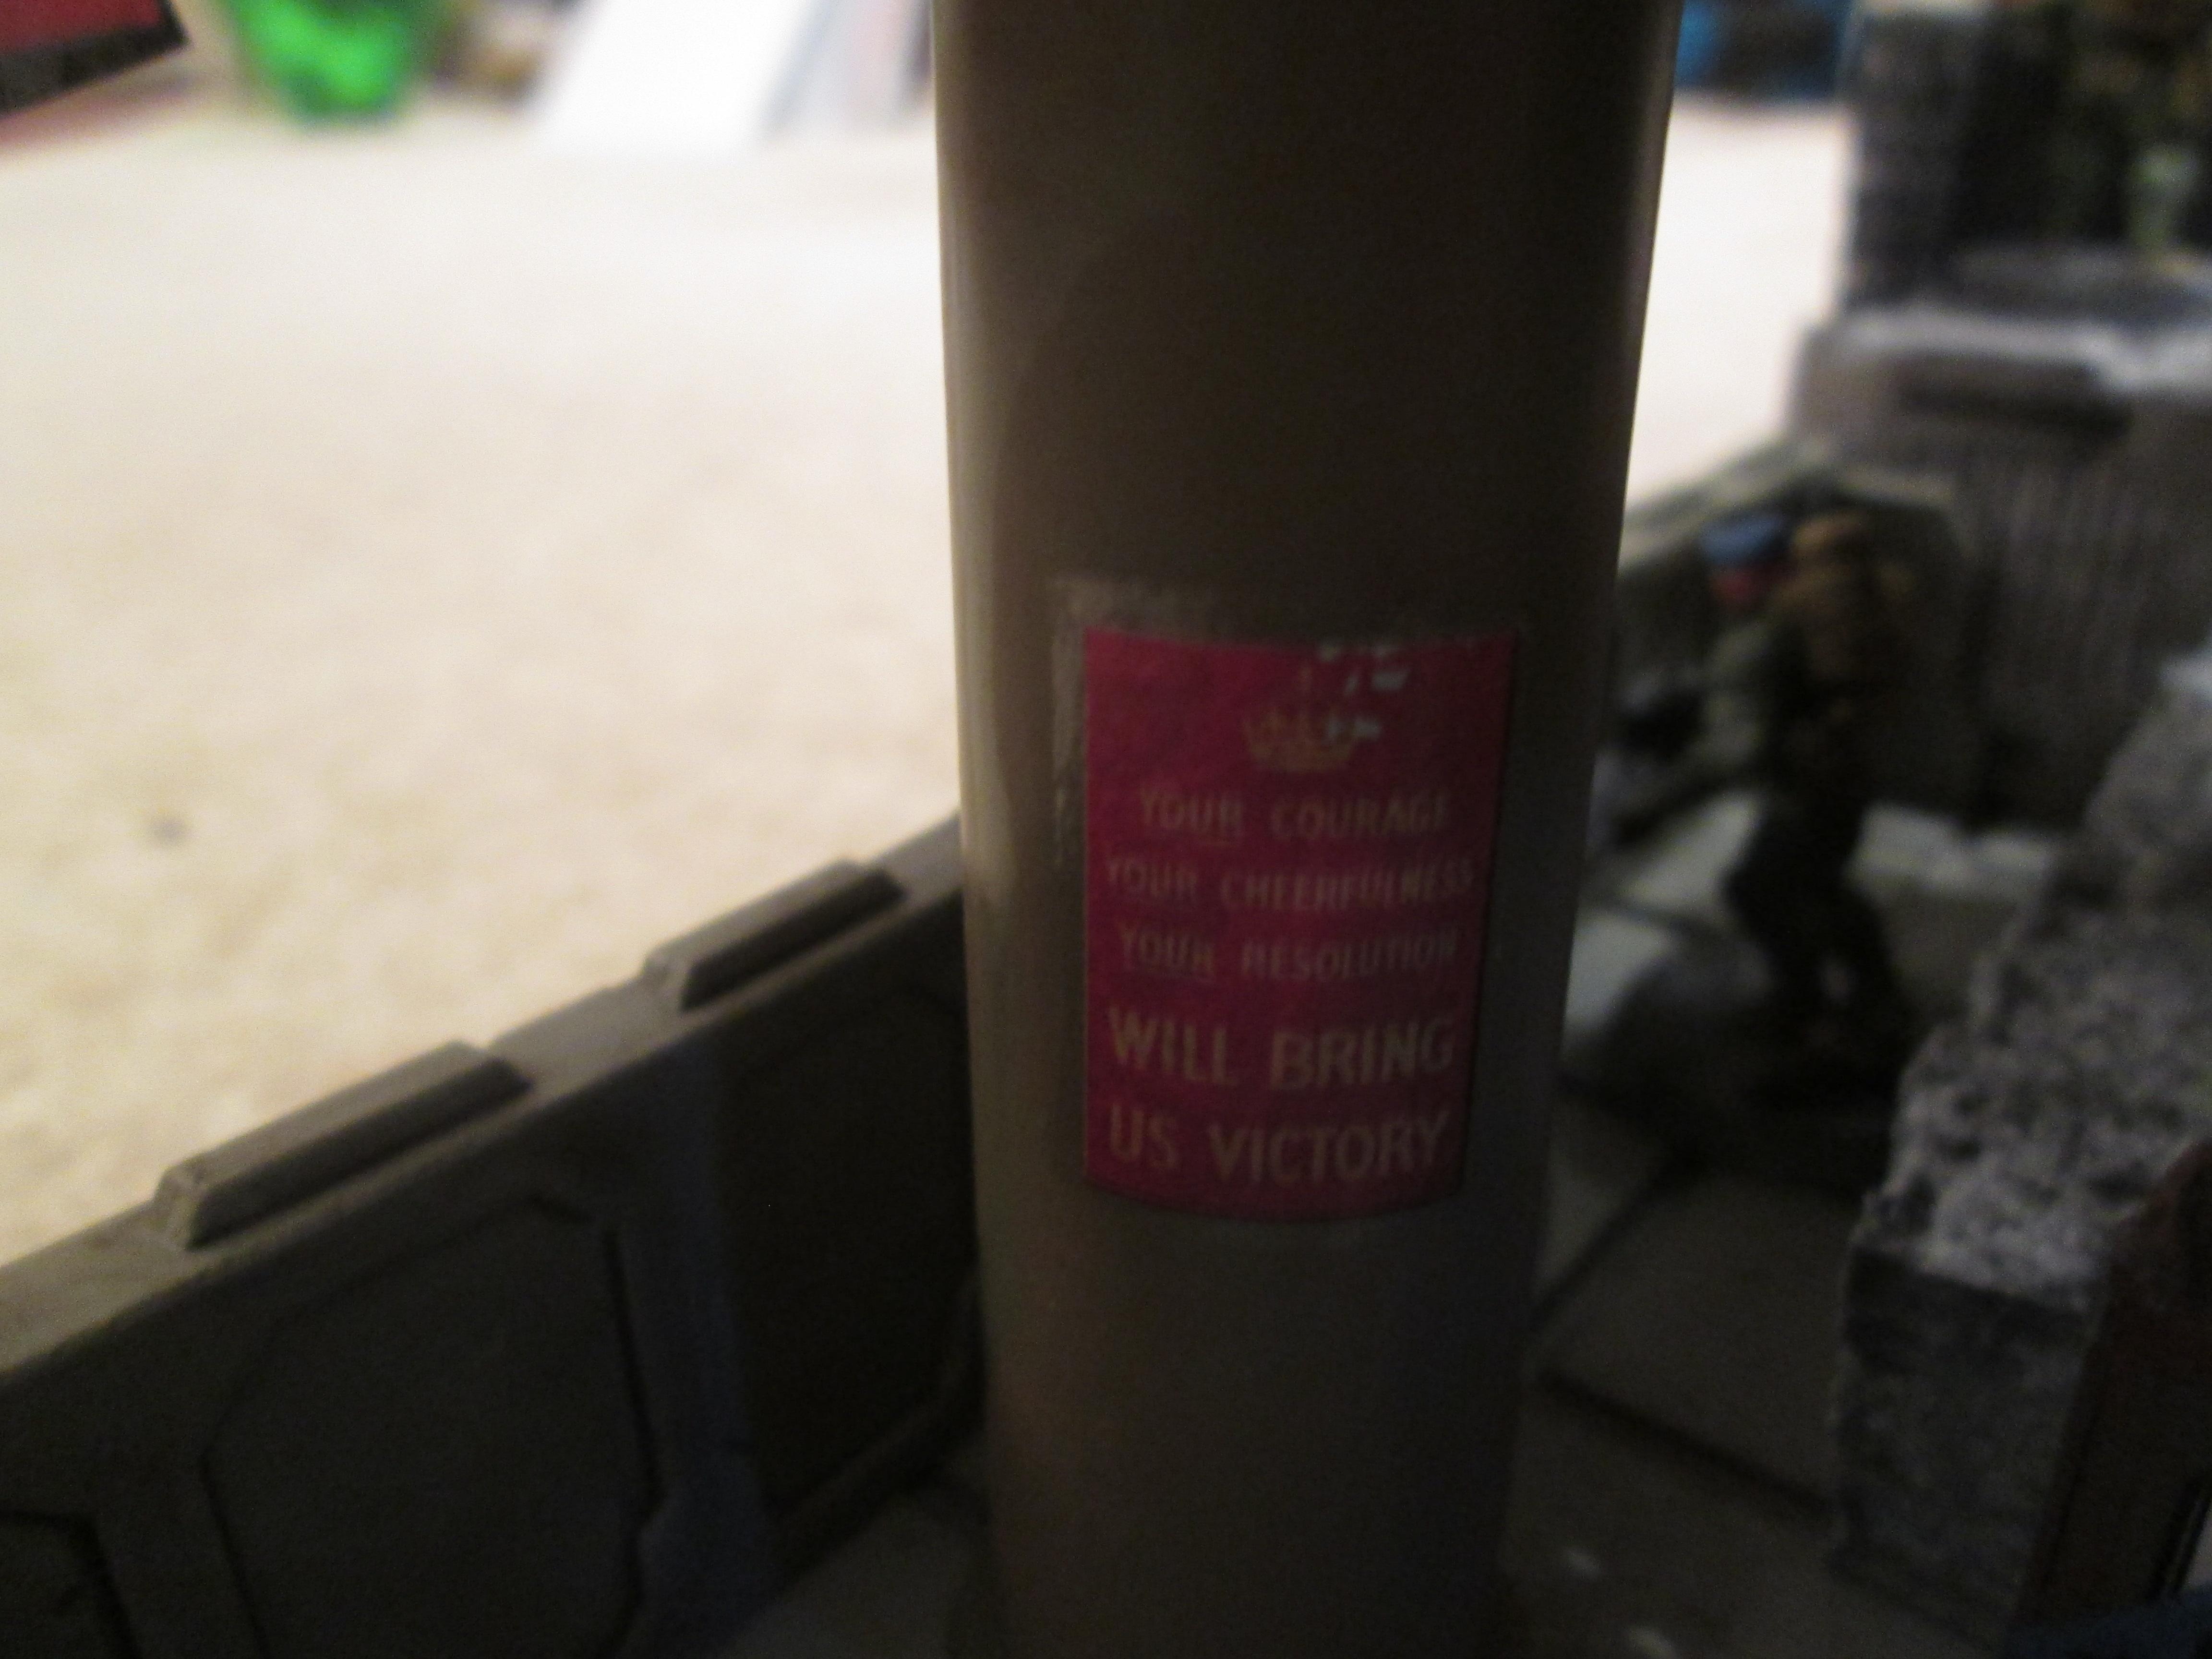 YOUR COURAGE
YOUR CHEERFULNESS
YOUR RESOLUTION
WILL BRING
US VICTORY